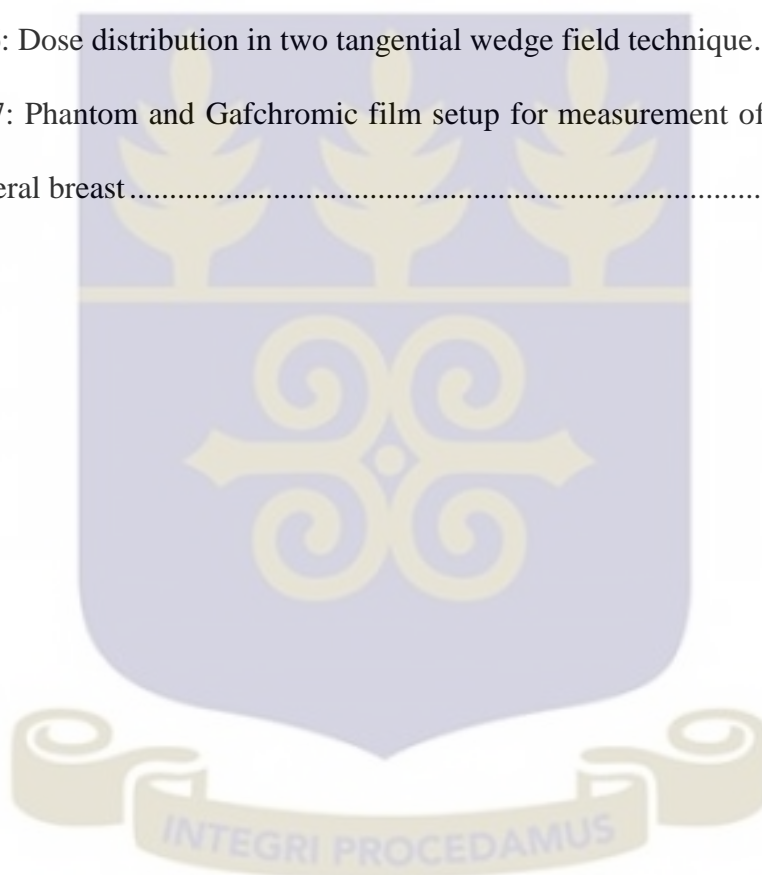 : Dose distribution in two tangential wedge field technique.
7: Phantom and Gafchromic film setup for measurement of
eral breast...............................................................................................
INTEGRI PROCEDAMUS